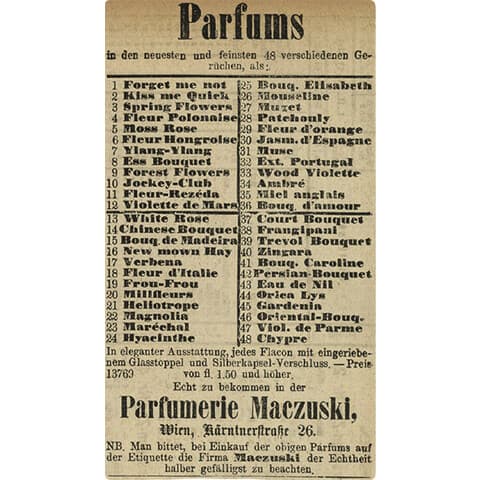 Parfums
in den neuesten und feinsten 48 verschiedenen Ge-
rüchen, als:
1 Forget me not
2 Kiss me Quick
3 Spring Flowers
4 Fleur Polonaise
5 Moss Rose
6 Fleur Hongroise
7 Ylang-Ylang
8 Ess Bouquet
9 Forest Flowers
10 Jockey-Club
11 Fleur-Rezéda
12 Violette de Mars
13 White Rose
14 Chinese Bouquet
15 Bouq. de Madeira
16 New mown Hay
17 Verbena
18 Fleur d'Italie
19 Frou-Frou
20 Millfleurs
21 Heliotrope
22 Magnolia
23 Maréchal
24 Hyacinthe
25 Bouq. Elisabeth
26 Mouseline
27 Muzet
28 Patchouly
29 Fleur d'orange
30 Jasm. d'Espagne
31 Musc
32 Ext. Portugal
33 Wood Violette
34 Ambré
35 Miel anglais
36 Bouq. d'amour
37 Court Bouquet
38 Frangipani
39 Trevol Bouquet
40 Zingara
41 Bouq. Caroline
42 Persian-Bouquet
43 Eau de Nil
44 Orica Lys
45 Gardenia
46 Oriental-Bouq.
47 Viol. de Parme
48 Chypre
In eleganter Ausstattung, jedes Flacon mit eingeriebe-
nem Glasstoppel und Silberkapsel-Verschluss. — Preis
13769 von fl. 1.50 und höher.
Echt zu bekommen in der
Parfumerie Maczuski,
Wien, Kärntnerstraße 26.
NB. Man bittet, bei Einkauf der obigen Parfums auf
der Etiquette die Firma Maczuski der Echtheit
halber gefälligst zu beachten.